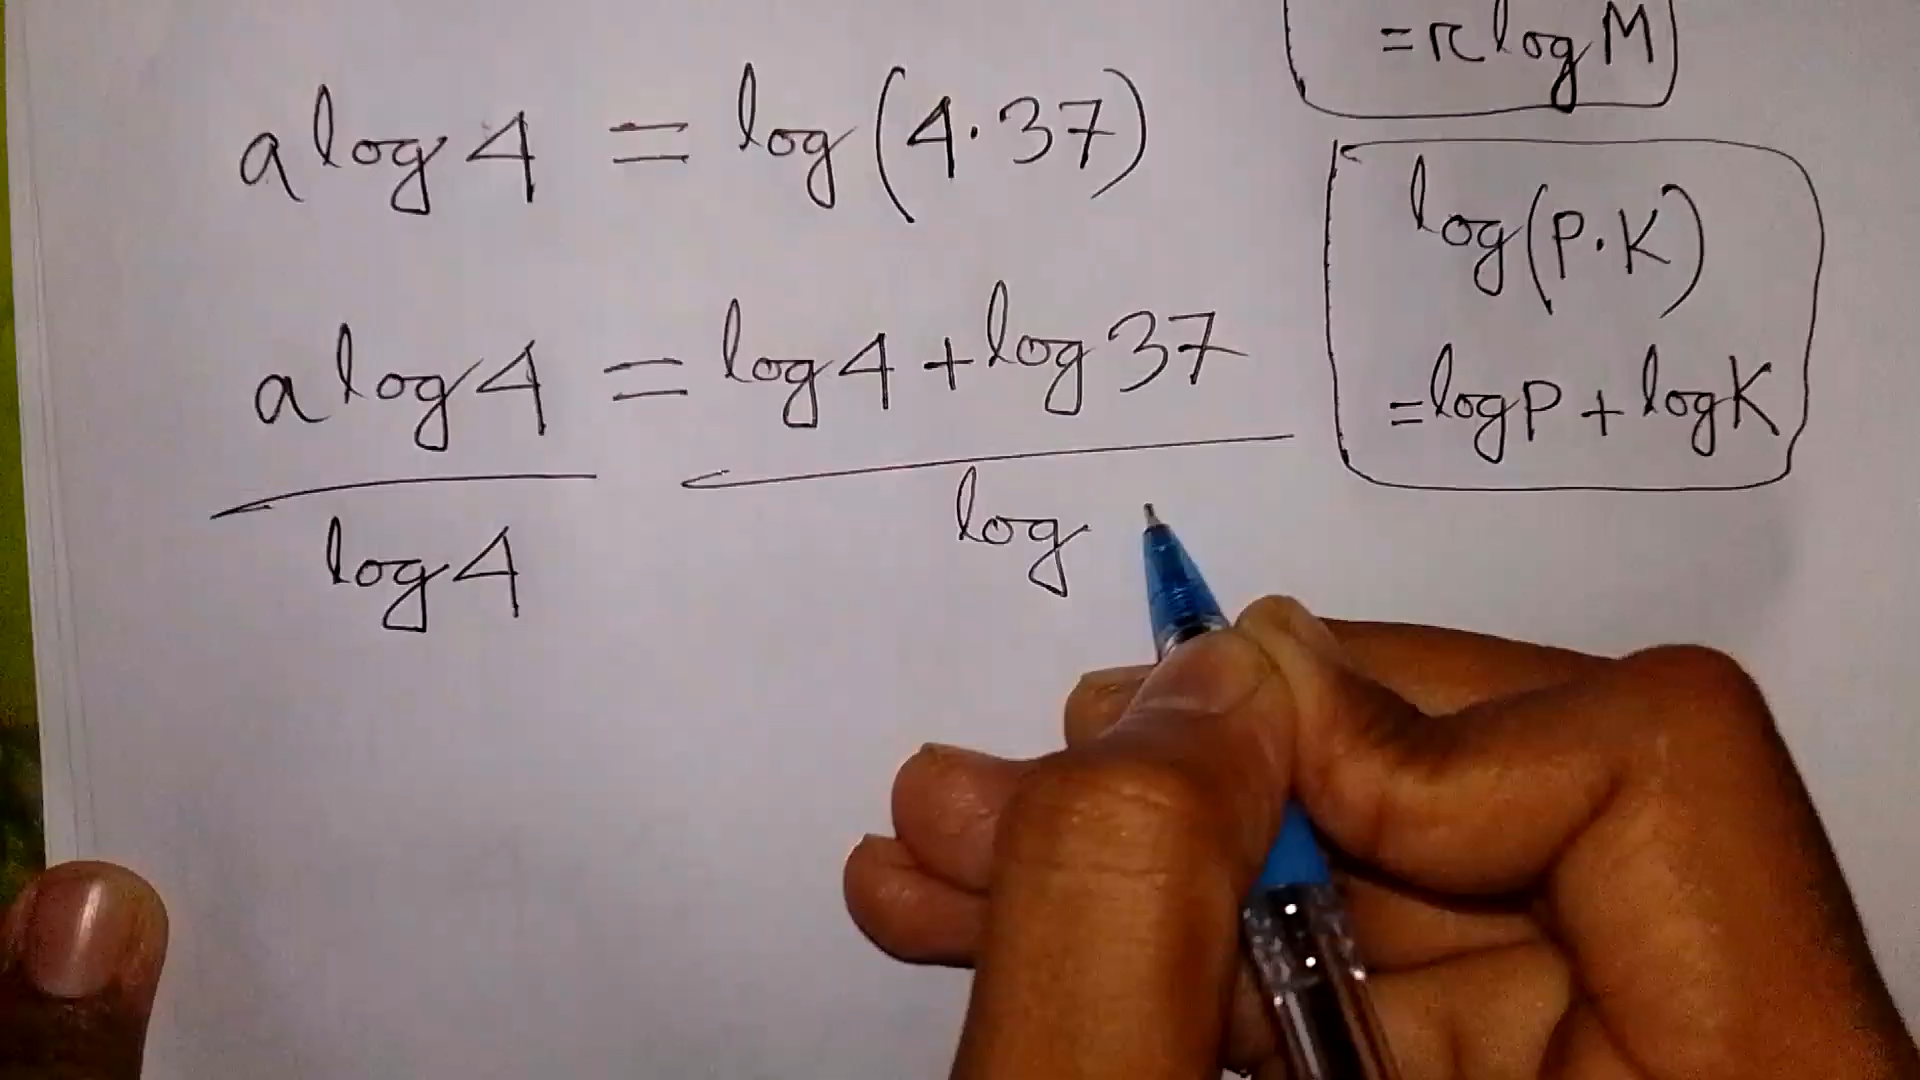 = r log M
a log 4 = log (4.37)
log (P.K)
a log 4 = log 4 + log 37
= log P + log K
log 4
log